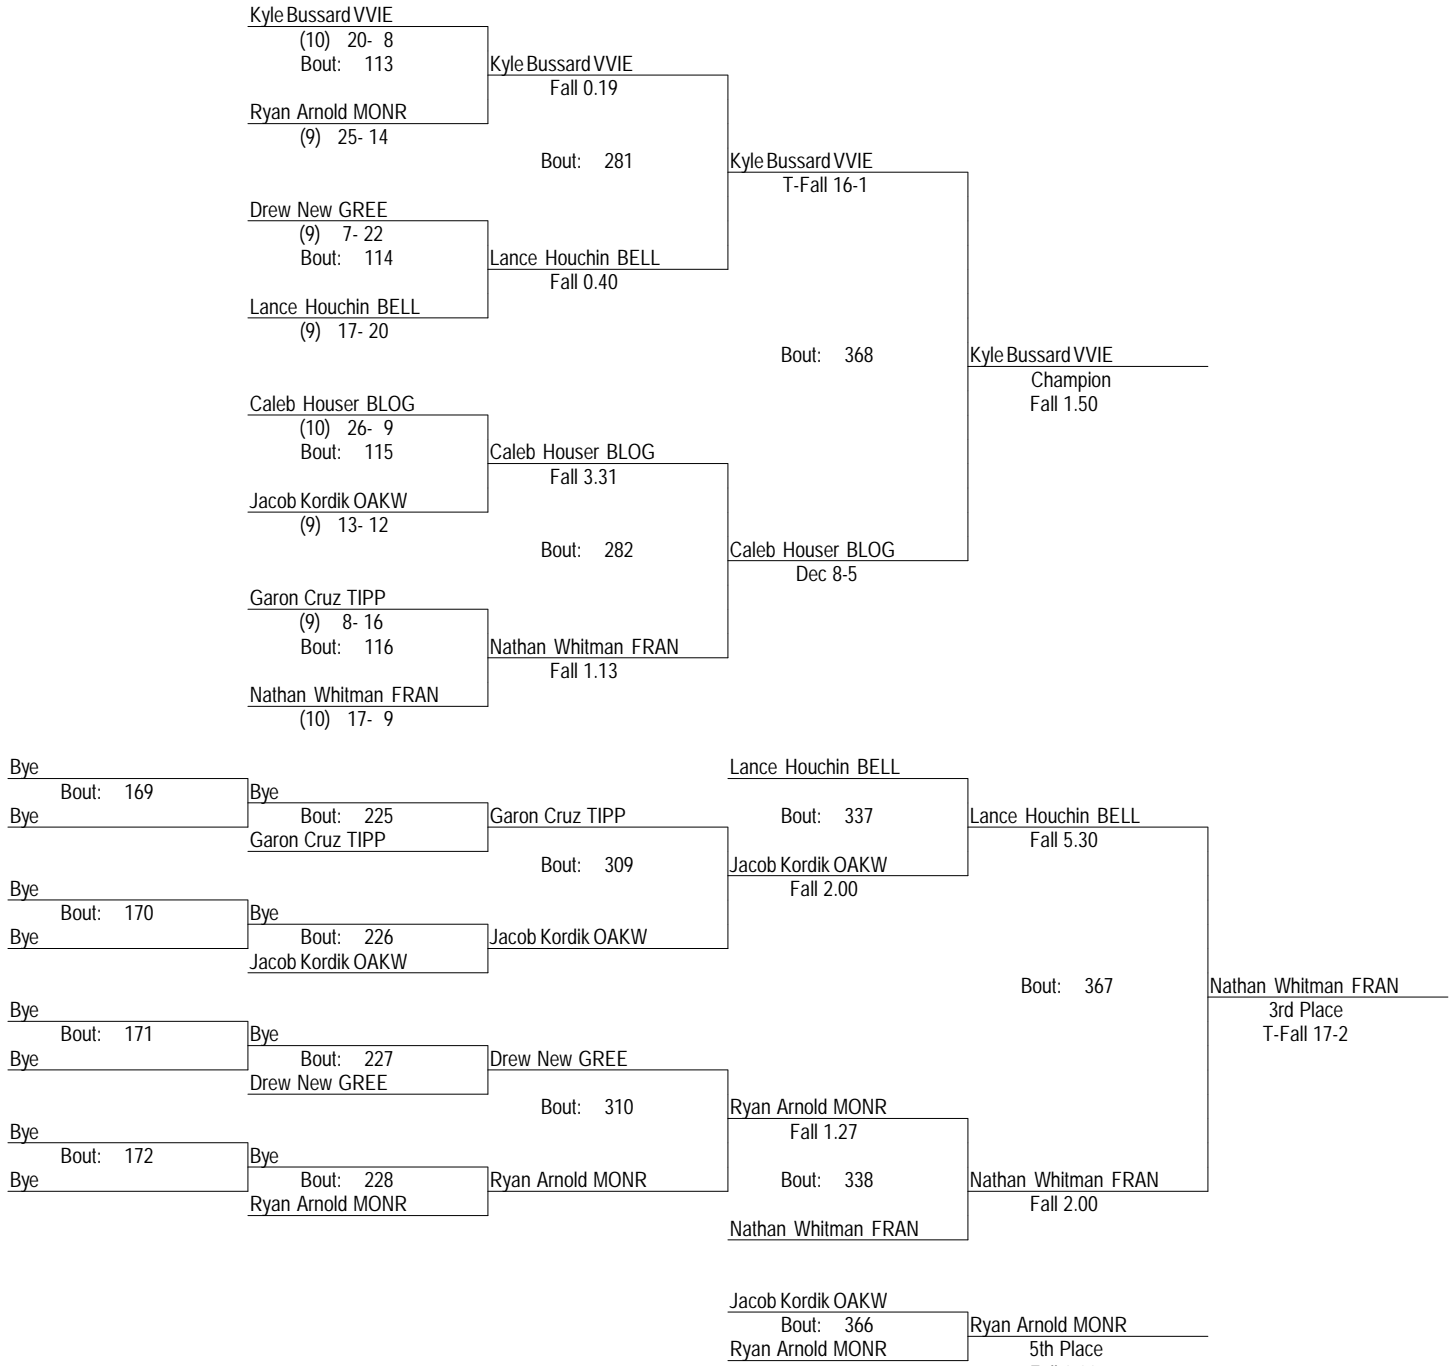 Kyle Bussard VVIE
(10) 20- 8
Bout: 113
Kyle Bussard VVIE
Fall 0.19
Ryan Arnold MONR
(9) 25- 14
Bout: 281
Kyle Bussard VVIE
T-Fall 16-1
Drew New GREE
(9) 7- 22
Bout: 114
Lance Houchin BELL
Fall 0.40
Lance Houchin BELL
(9) 17- 20
Bout: 368
Kyle Bussard VVIE
Champion
Fall 1.50
Caleb Houser BLOG
(10) 26- 9
Bout: 115
Caleb Houser BLOG
Fall 3.31
Jacob Kordik OAKW
(9) 13- 12
Bout: 282
Caleb Houser BLOG
Dec 8-5
Garon Cruz TIPP
(9) 8- 16
Bout: 116
Nathan Whitman FRAN
Fall 1.13
Nathan Whitman FRAN
(10) 17- 9
Bye
Bout: 169
Bye
Bye
Bout: 225
Garon Cruz TIPP
Garon Cruz TIPP
Bout: 309
Lance Houchin BELL
Bout: 337
Lance Houchin BELL
Fall 5.30
Jacob Kordik OAKW
Fall 2.00
Bye
Bout: 170
Bye
Bye
Bout: 226
Jacob Kordik OAKW
Jacob Kordik OAKW
Bout: 367
Nathan Whitman FRAN
3rd Place
T-Fall 17-2
Bye
Bout: 171
Bye
Bye
Bout: 227
Drew New GREE
Drew New GREE
Bout: 310
Ryan Arnold MONR
Fall 1.27
Bye
Bout: 172
Bye
Bye
Bout: 228
Ryan Arnold MONR
Ryan Arnold MONR
Bout: 338
Nathan Whitman FRAN
Fall 2.00
Nathan Whitman FRAN
Jacob Kordik OAKW
Bout: 366
Ryan Arnold MONR
Ryan Arnold MONR
5th Place